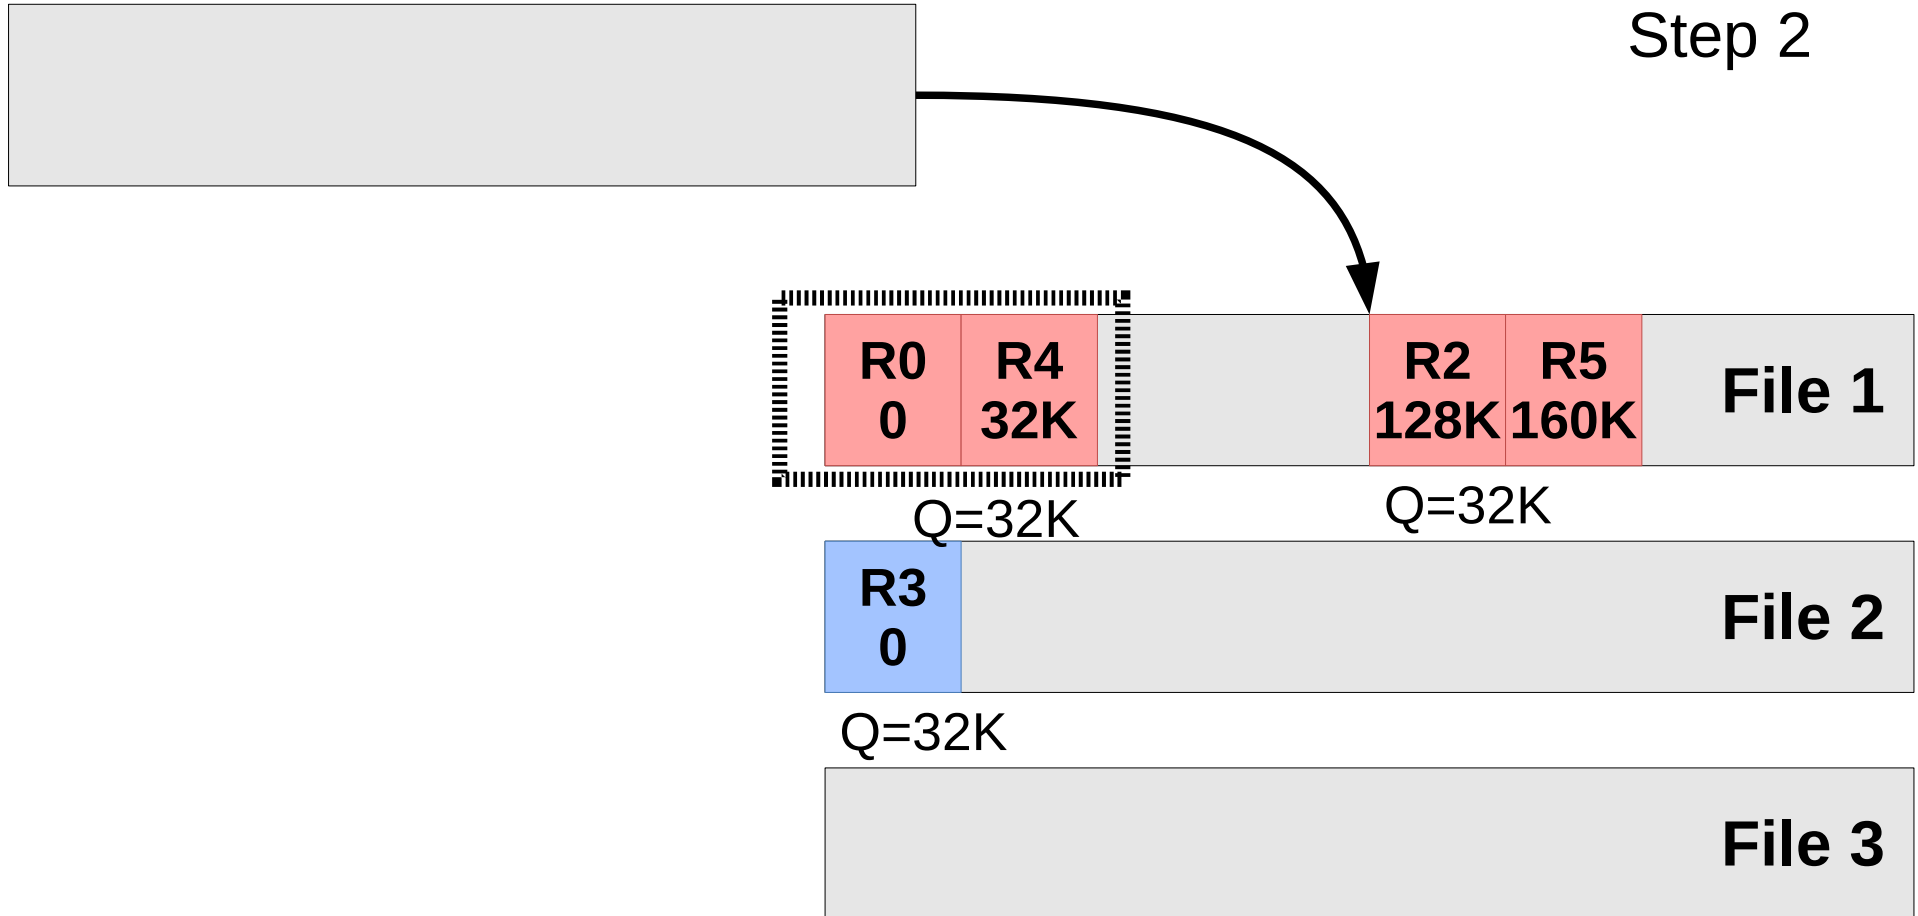 Step 2
R0 R4 R2 R5
0 32K 128K 160K
File 1
Q=32K Q=32K
R3
0
File 2
Q=32K
File 3